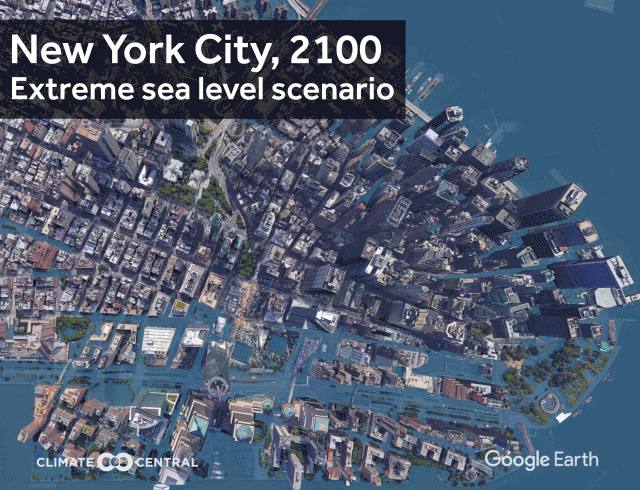 New York City, 2100
Extreme sea level scenario
CLIMATE CENTRAL
Google Earth